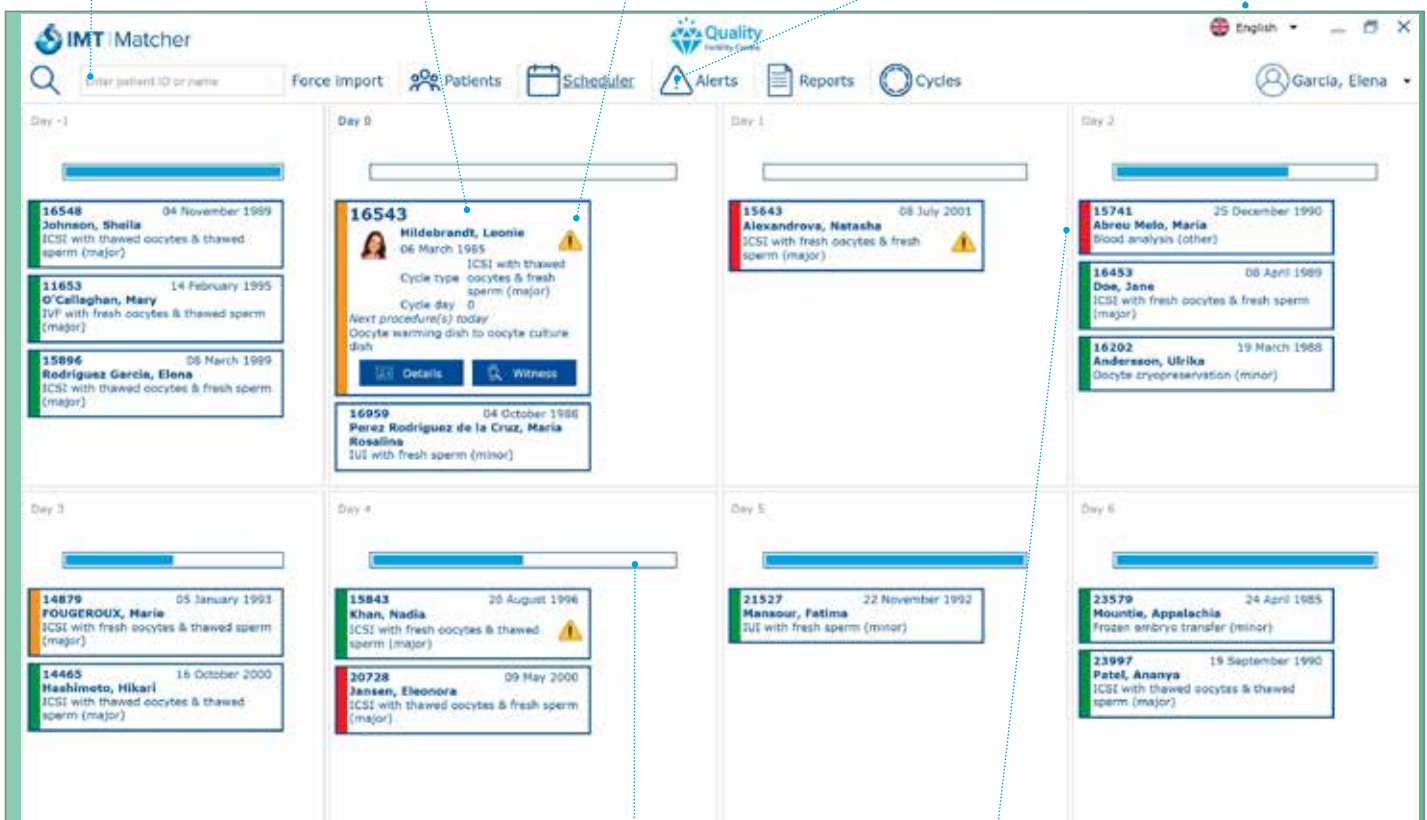 IMT Matcher
Quality
Fertility Centre
English
Enter patient ID or name
Force import
Patients
Scheduler
Alerts
Reports
Cycles
Garcia, Elena
Day -1
Day 0
Day 1
Day 2
16548 04 November 1989
Johnson, Sheila
ICSI with thawed oocytes & thawed
sperm (major)
11653 14 February 1995
O'Callaghan, Mary
IVF with fresh oocytes & thawed sperm
(major)
15896 08 March 1989
Rodriguez Garcia, Elena
ICSI with thawed oocytes & fresh sperm
(major)
16543
Hildebrandt, Leonie
06 March 1985
ICSI with thawed
Cycle type oocytes & fresh
sperm (major)
Cycle day 0
Next procedure(s) today
Oocyte warming dish to oocyte culture
dish
Details
Witness
16959 04 October 1988
Perez Rodriguez de la Cruz, Maria
Rosalina
IUI with fresh sperm (minor)
15643 08 July 2001
Alexandrova, Natasha
ICSI with fresh oocytes & fresh
sperm (major)
15741 25 December 1990
Abreu Melo, Maria
Blood analysis (other)
16453 08 April 1989
Doe, Jane
ICSI with fresh oocytes & fresh sperm
(major)
16202 19 March 1988
Andersson, Ulrika
Oocyte cryopreservation (minor)
Day 3
Day 4
Day 5
Day 6
14879 05 January 1993
FOUGEROUX, Marie
ICSI with fresh oocytes & thawed sperm
(major)
14465 16 October 2000
Hashimoto, Hikari
ICSI with thawed oocytes & thawed
sperm (major)
15843 20 August 1996
Khan, Nadia
ICSI with fresh oocytes & thawed
sperm (major)
20728 09 May 2000
Jansen, Eleonora
ICSI with thawed oocytes & fresh sperm
(major)
21527 22 November 1992
Mansour, Fatima
IUI with fresh sperm (minor)
23579 24 April 1985
Mountie, Appalachia
Frozen embryo transfer (minor)
23997 19 September 1990
Patel, Ananya
ICSI with thawed oocytes & thawed
sperm (major)